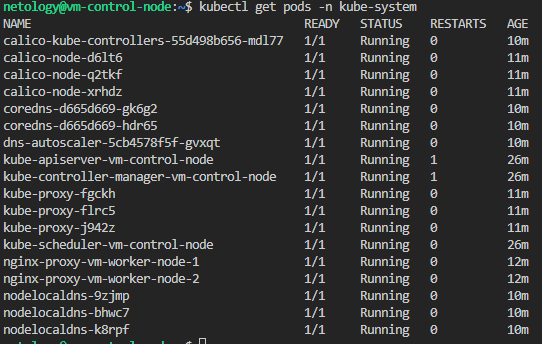 netology@vm-control-node:~$ kubectl get pods -n kube-system
NAME READY STATUS RESTARTS AGE
calico-kube-controllers-55d498b656-mdl77 1/1 Running 0 10m
calico-node-d6lt6 1/1 Running 0 11m
calico-node-q2tkf 1/1 Running 0 11m
calico-node-xrhdz 1/1 Running 0 11m
coredns-d665d669-gk6g2 1/1 Running 0 10m
coredns-d665d669-hdr65 1/1 Running 0 10m
dns-autoscaler-5cb4578f5f-gvxqt 1/1 Running 0 10m
kube-apiserver-vm-control-node 1/1 Running 1 26m
kube-controller-manager-vm-control-node 1/1 Running 1 26m
kube-proxy-fgckh 1/1 Running 0 11m
kube-proxy-flrc5 1/1 Running 0 11m
kube-proxy-j942z 1/1 Running 0 11m
kube-scheduler-vm-control-node 1/1 Running 0 26m
nginx-proxy-vm-worker-node-1 1/1 Running 0 12m
nginx-proxy-vm-worker-node-2 1/1 Running 0 12m
nodelocaldns-9zjmp 1/1 Running 0 10m
nodelocaldns-bhwc7 1/1 Running 0 10m
nodelocaldns-k8rpf 1/1 Running 0 10m